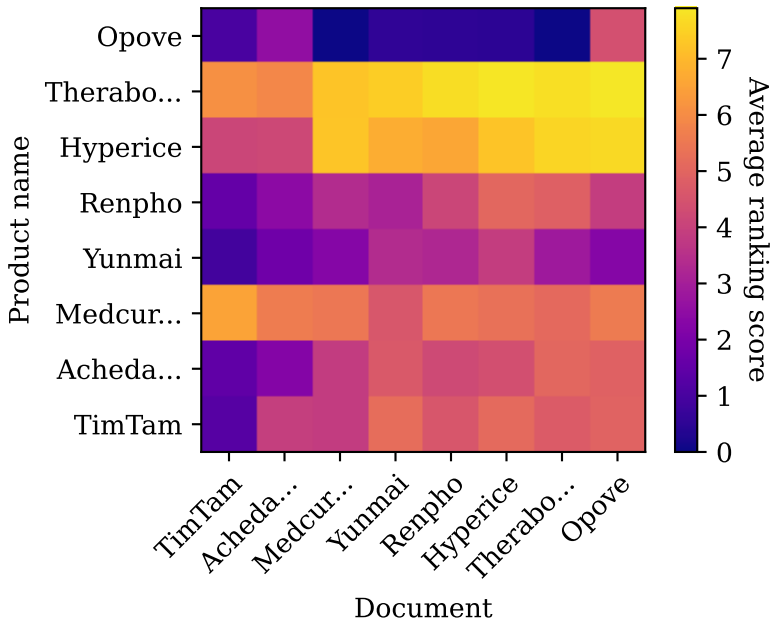 Product name
Opove
Therabo...
Hyperice
Renpho
Yunmai
Medcur...
Acheda...
TimTam
TimTam
Acheda...
Medcur...
Yunmai
Renpho
Hyperice
Therabo...
Opove
Document
7
6
5
4
3
2
1
0
Average ranking score